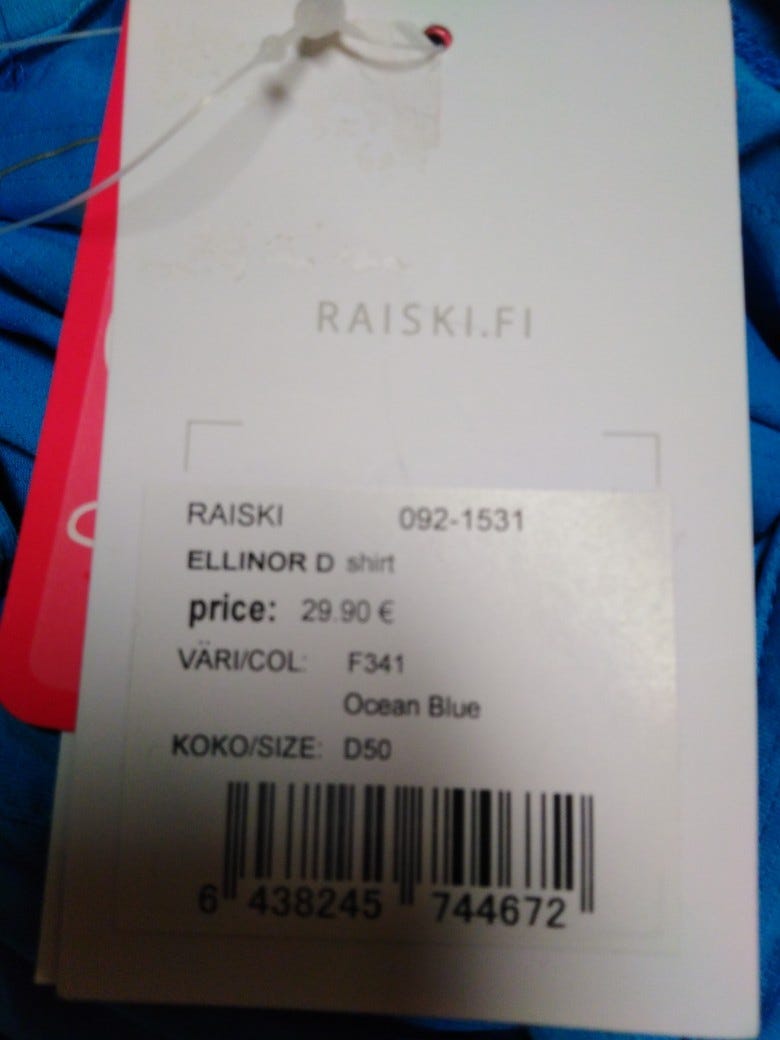 RAISKI.FI
RAISKI 092-1531
ELLINOR D shirt
price: 29.90 €
VÄRI/COL: F341
Ocean Blue
KOKO/SIZE: D50
6 438245 744672